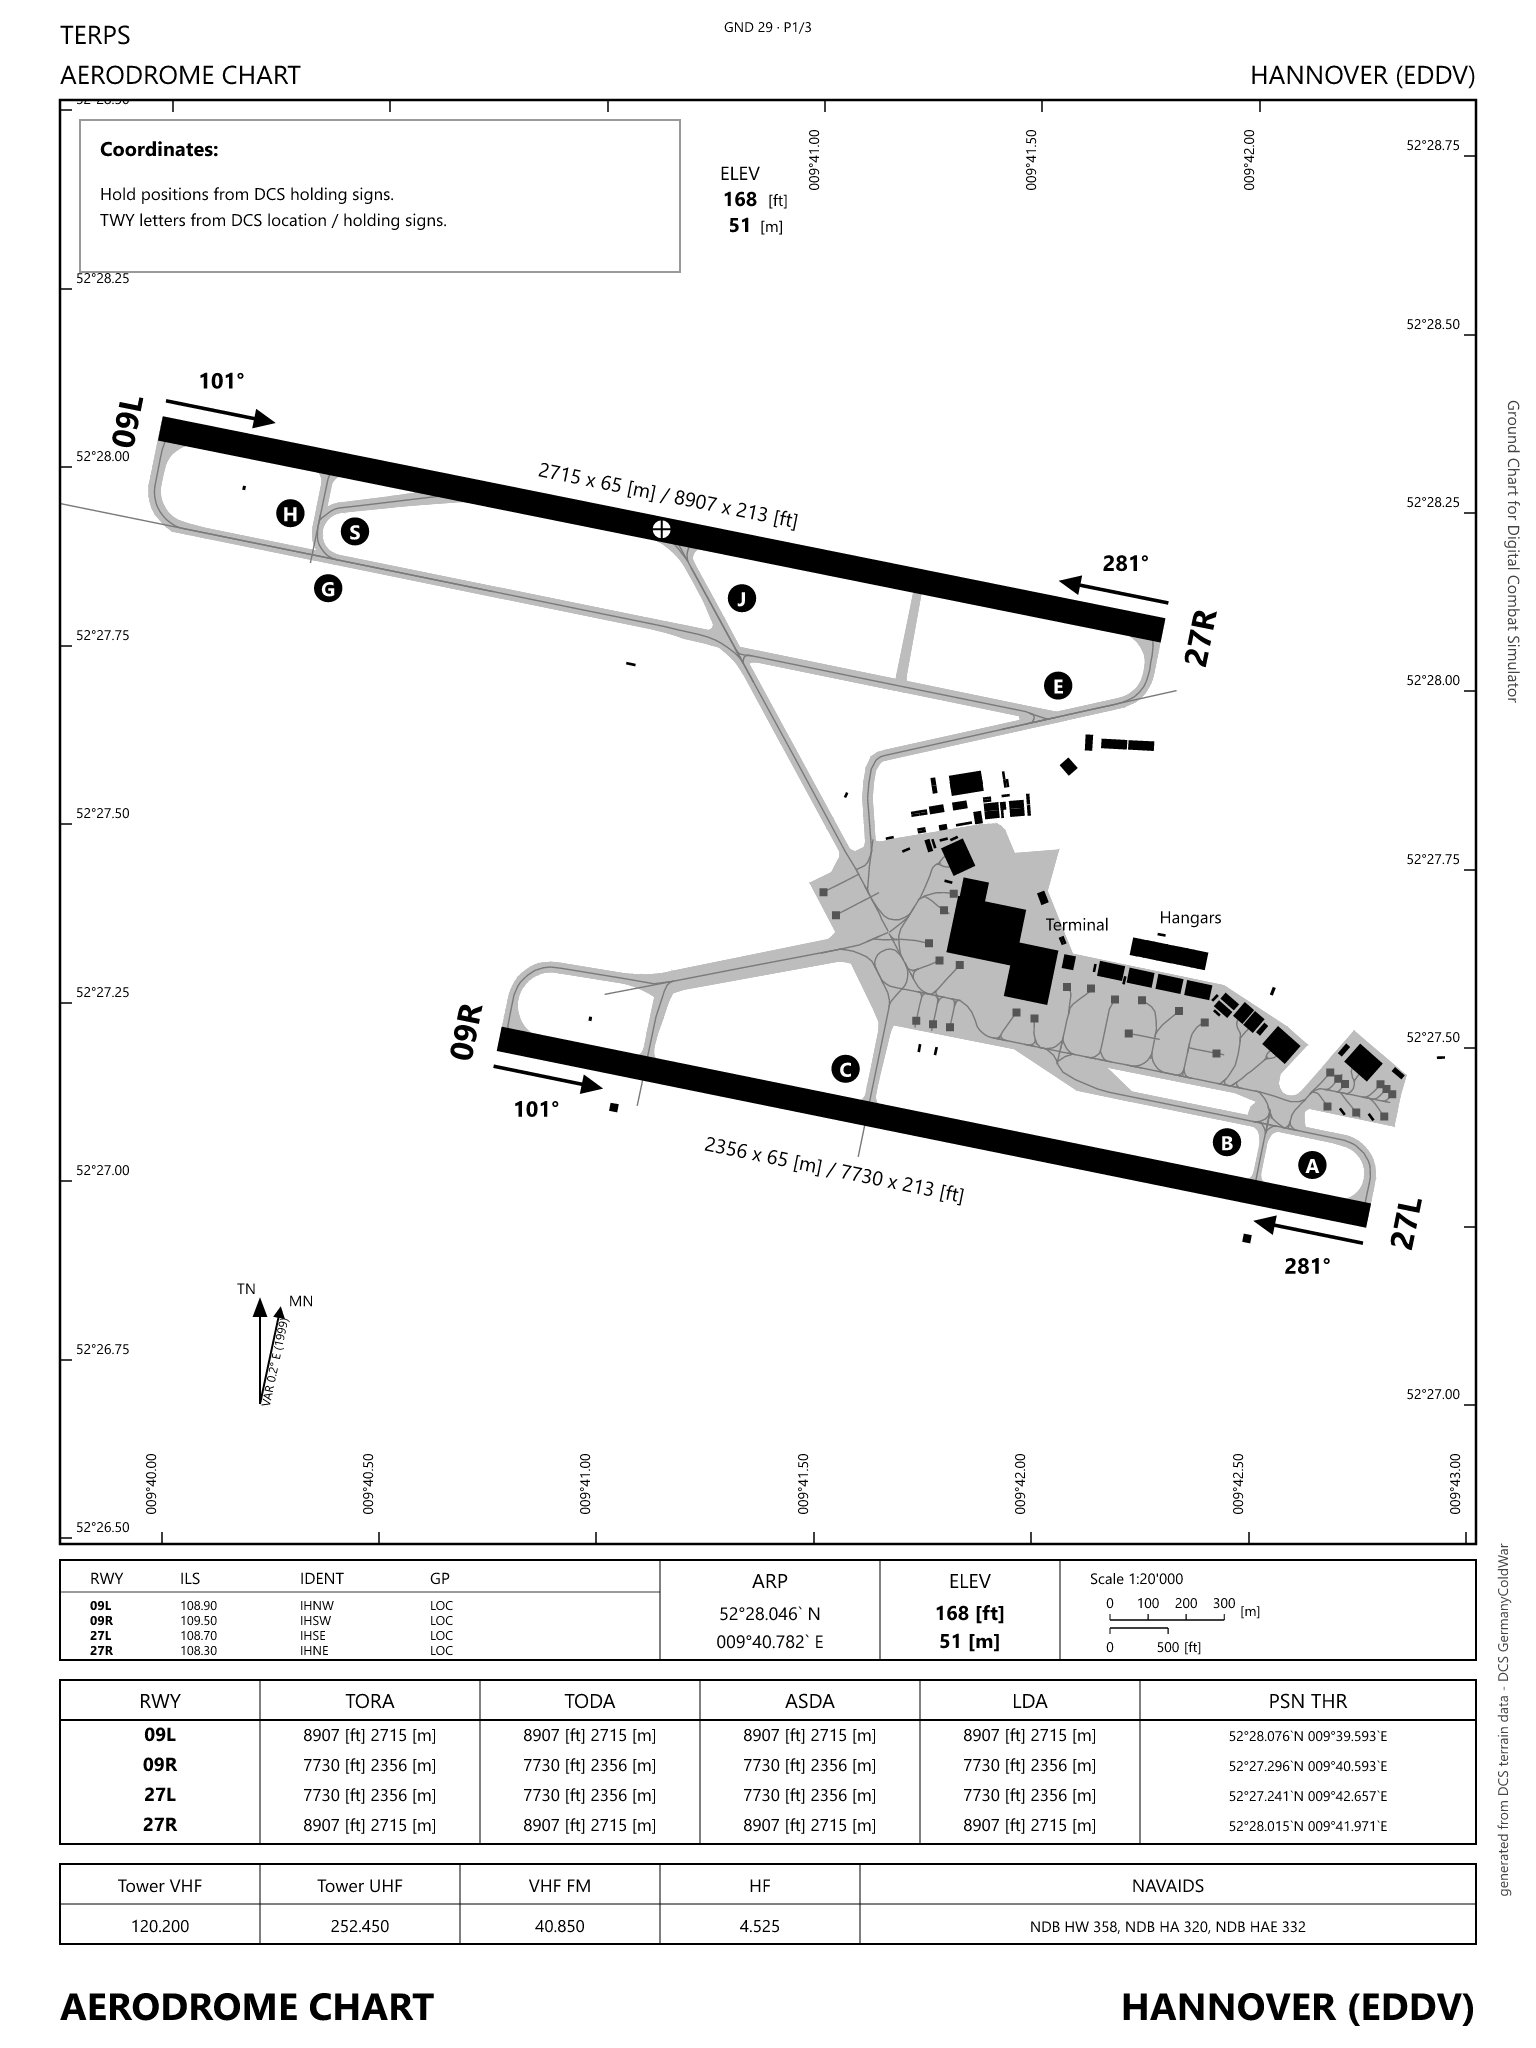 TERPS
GND 29 · P1/3
AERODROME CHART
HANNOVER (EDDV)
Coordinates:
Hold positions from DCS holding signs.
TWY letters from DCS location / holding signs.
ELEV
168 [ft]
51 [m]
009°41.00
009°41.50
009°42.00
52°28.75
52°28.25
52°28.50
101°
09L
52°28.00
2715 x 65 [m] / 8907 x 213 [ft]
52°28.25
H
S
G
J
281°
27R
52°27.75
52°28.00
E
52°27.50
52°27.75
Terminal
Hangars
52°27.25
09R
52°27.50
C
101°
2356 x 65 [m] / 7730 x 213 [ft]
B
A
52°27.00
27L
281°
TN
MN
VAR 0.2° E (1999)
52°26.75
52°27.00
009°40.00
009°40.50
009°41.00
009°41.50
009°42.00
009°42.50
009°43.00
52°26.50
Ground Chart for Digital Combat Simulator
generated from DCS terrain data - DCS GermanyColdWar
RWY ILS IDENT GP
09L 108.90 IHNW LOC
09R 109.50 IHSW LOC
27L 108.70 IHSE LOC
27R 108.30 IHNE LOC
ARP
52°28.046` N
009°40.782` E
ELEV
168 [ft]
51 [m]
Scale 1:20'000
0 100 200 300 [m]
0 500 [ft]
RWY TORA TODA ASDA LDA PSN THR
09L 8907 [ft] 2715 [m] 8907 [ft] 2715 [m] 8907 [ft] 2715 [m] 8907 [ft] 2715 [m] 52°28.076`N 009°39.593`E
09R 7730 [ft] 2356 [m] 7730 [ft] 2356 [m] 7730 [ft] 2356 [m] 7730 [ft] 2356 [m] 52°27.296`N 009°40.593`E
27L 7730 [ft] 2356 [m] 7730 [ft] 2356 [m] 7730 [ft] 2356 [m] 7730 [ft] 2356 [m] 52°27.241`N 009°42.657`E
27R 8907 [ft] 2715 [m] 8907 [ft] 2715 [m] 8907 [ft] 2715 [m] 8907 [ft] 2715 [m] 52°28.015`N 009°41.971`E
Tower VHF Tower UHF VHF FM HF NAVAIDS
120.200 252.450 40.850 4.525 NDB HW 358, NDB HA 320, NDB HAE 332
AERODROME CHART
HANNOVER (EDDV)